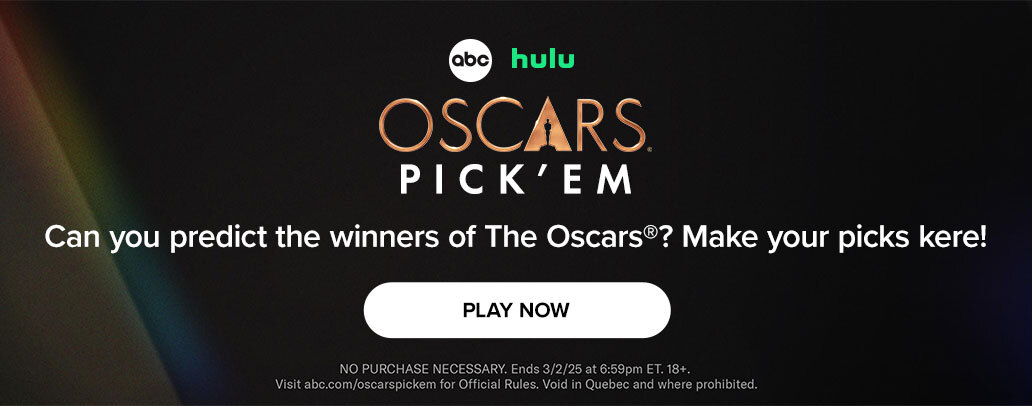 abc hulu
OSCARS®
PICK'EM
Can you predict the winners of The Oscars®? Make your picks kere!
PLAY NOW
NO PURCHASE NECESSARY. Ends 3/2/25 at 6:59pm ET. 18+.
Visit abc.com/oscarspickem for Official Rules. Void in Quebec and where prohibited.